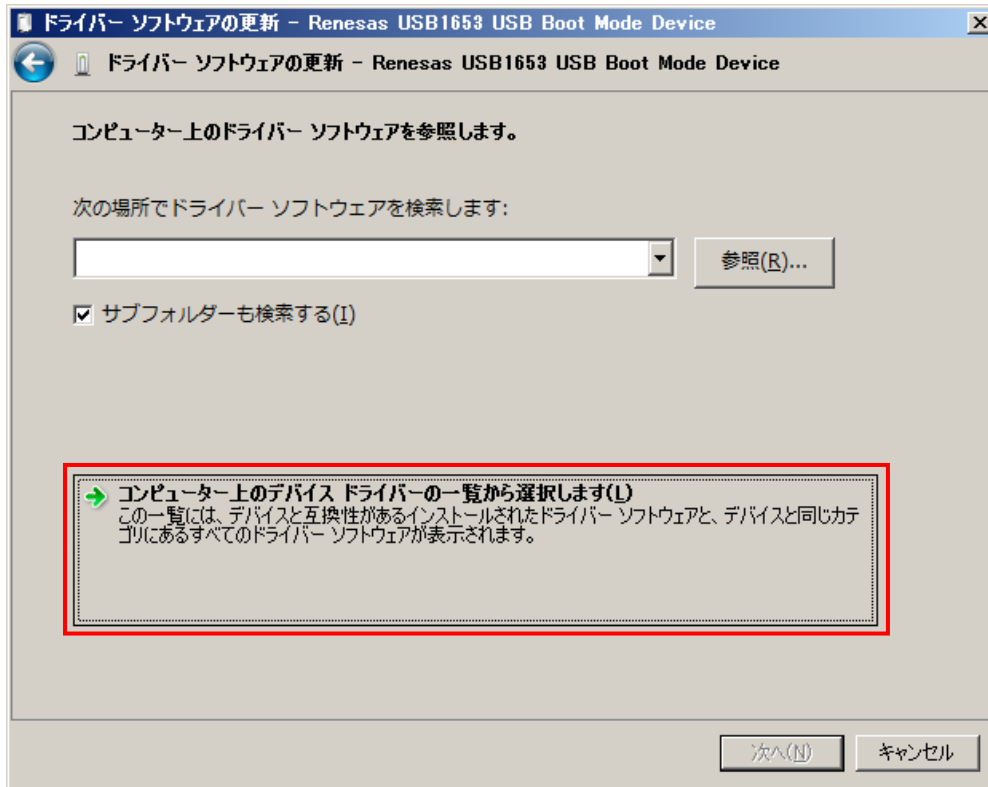 ドライバー ソフトウェアの更新 - Renesas USB1653 USB Boot Mode Device
ドライバー ソフトウェアの更新 - Renesas USB1653 USB Boot Mode Device
コンピューター上のドライバー ソフトウェアを参照します。
次の場所でドライバー ソフトウェアを検索します:
参照(R)...
サブフォルダーも検索する(I)
コンピューター上のデバイス ドライバーの一覧から選択します(L)
この一覧には、デバイスと互換性があるインストールされたドライバー ソフトウェアと、デバイスと同じカテ
ゴリにあるすべてのドライバー ソフトウェアが表示されます。
次へ(N)
キャンセル